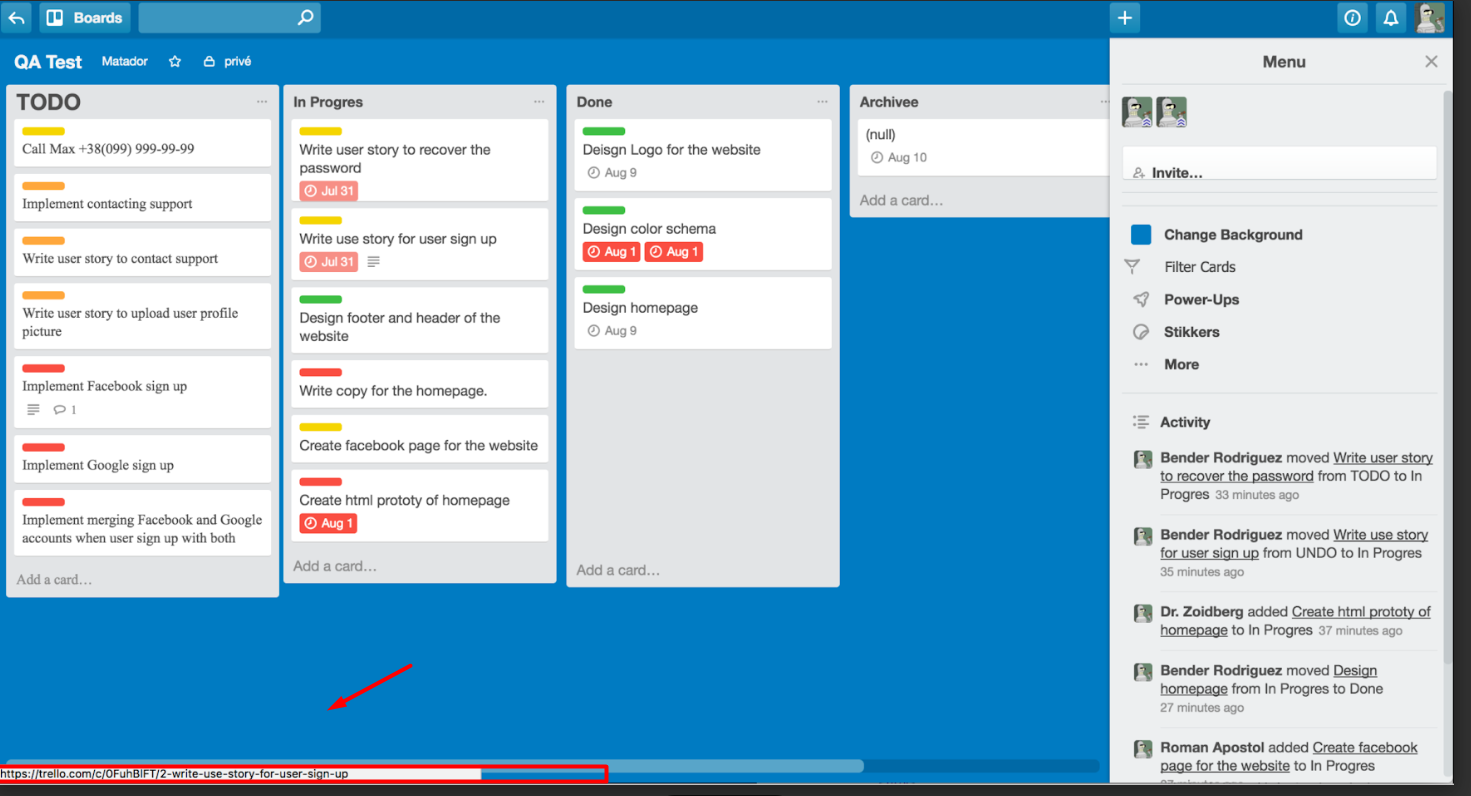 Boards
QA Test Matador privé
TODO
Call Max +38(099) 999-99-99
Implement contacting support
Write user story to contact support
Write user story to upload user profile
picture
Implement Facebook sign up
1
Implement Google sign up
Implement merging Facebook and Google
accounts when user sign up with both
Add a card…
In Progres
Write user story to recover the
password
Jul 31
Write use story for user sign up
Jul 31
Design footer and header of the
website
Write copy for the homepage.
Create facebook page for the website
Create html prototy of homepage
Aug 1
Add a card…
Done
Deisgn Logo for the website
Aug 9
Design color schema
Aug 1 Aug 1
Design homepage
Aug 9
Add a card…
Archivee
(null)
Aug 10
Add a card…
Menu
Invite…
Change Background
Filter Cards
Power-Ups
Stikkers
More
Activity
Bender Rodriguez moved Write user story
to recover the password from TODO to In
Progres 33 minutes ago
Bender Rodriguez moved Write use story
for user sign up from UNDO to In Progres
35 minutes ago
Dr. Zoidberg added Create html prototy of
homepage to In Progres 37 minutes ago
Bender Rodriguez moved Design
homepage from In Progres to Done
27 minutes ago
Roman Apostol added Create facebook
page for the website to In Progres
https://trello.com/c/0FuhBlFT/2-write-use-story-for-user-sign-up